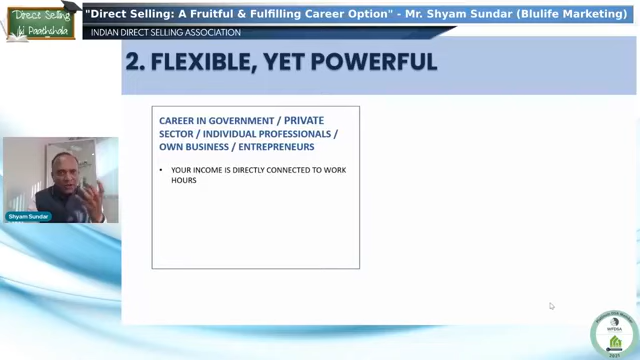 Direct Selling
ki Paathshala
"Direct Selling: A Fruitful & Fulfilling Career Option" - Mr. Shyam Sundar (Blulife Marketing)
INDIAN DIRECT SELLING ASSOCIATION
2. FLEXIBLE, YET POWERFUL
CAREER IN GOVERNMENT / PRIVATE
SECTOR / INDIVIDUAL PROFESSIONALS /
OWN BUSINESS / ENTREPRENEURS
• YOUR INCOME IS DIRECTLY CONNECTED TO WORK
HOURS
Shyam Sundar
2021